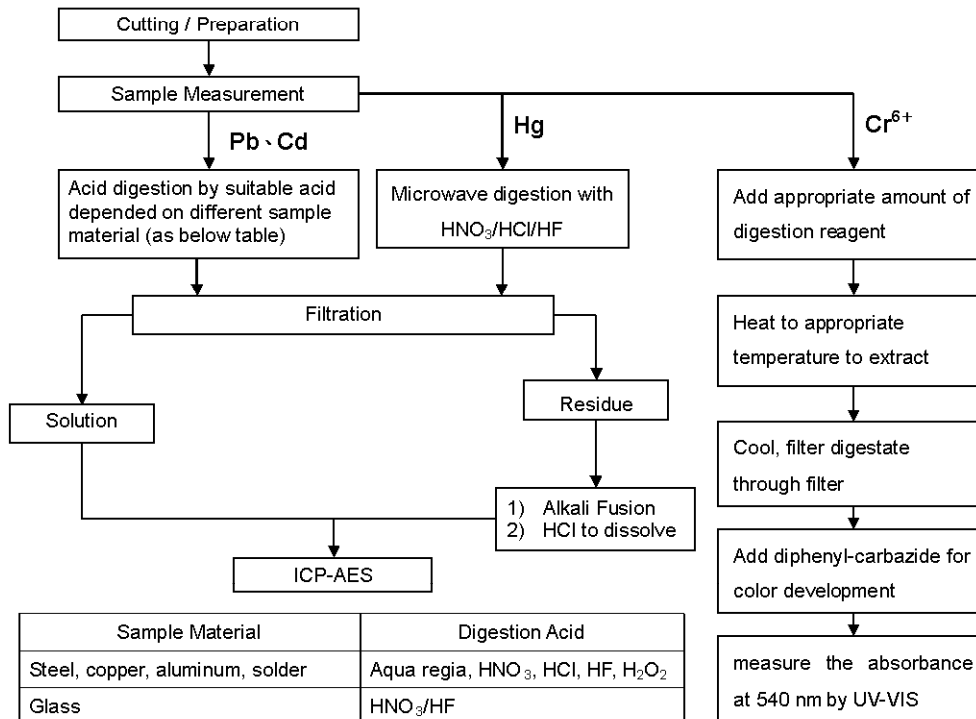 Cutting / Preparation
Sample Measurement
Pb、Cd
Hg
Cr⁶⁺
Acid digestion by suitable acid
depended on different sample
material (as below table)
Microwave digestion with
HNO₃/HCl/HF
Add appropriate amount of
digestion reagent
Filtration
Heat to appropriate
temperature to extract
Solution
Residue
Cool, filter digestate
through filter
1) Alkali Fusion
2) HCl to dissolve
ICP-AES
Add diphenyl-carbazide for
color development
measure the absorbance
at 540 nm by UV-VIS
Sample Material Digestion Acid
Steel, copper, aluminum, solder Aqua regia, HNO₃, HCl, HF, H₂O₂
Glass HNO₃/HF